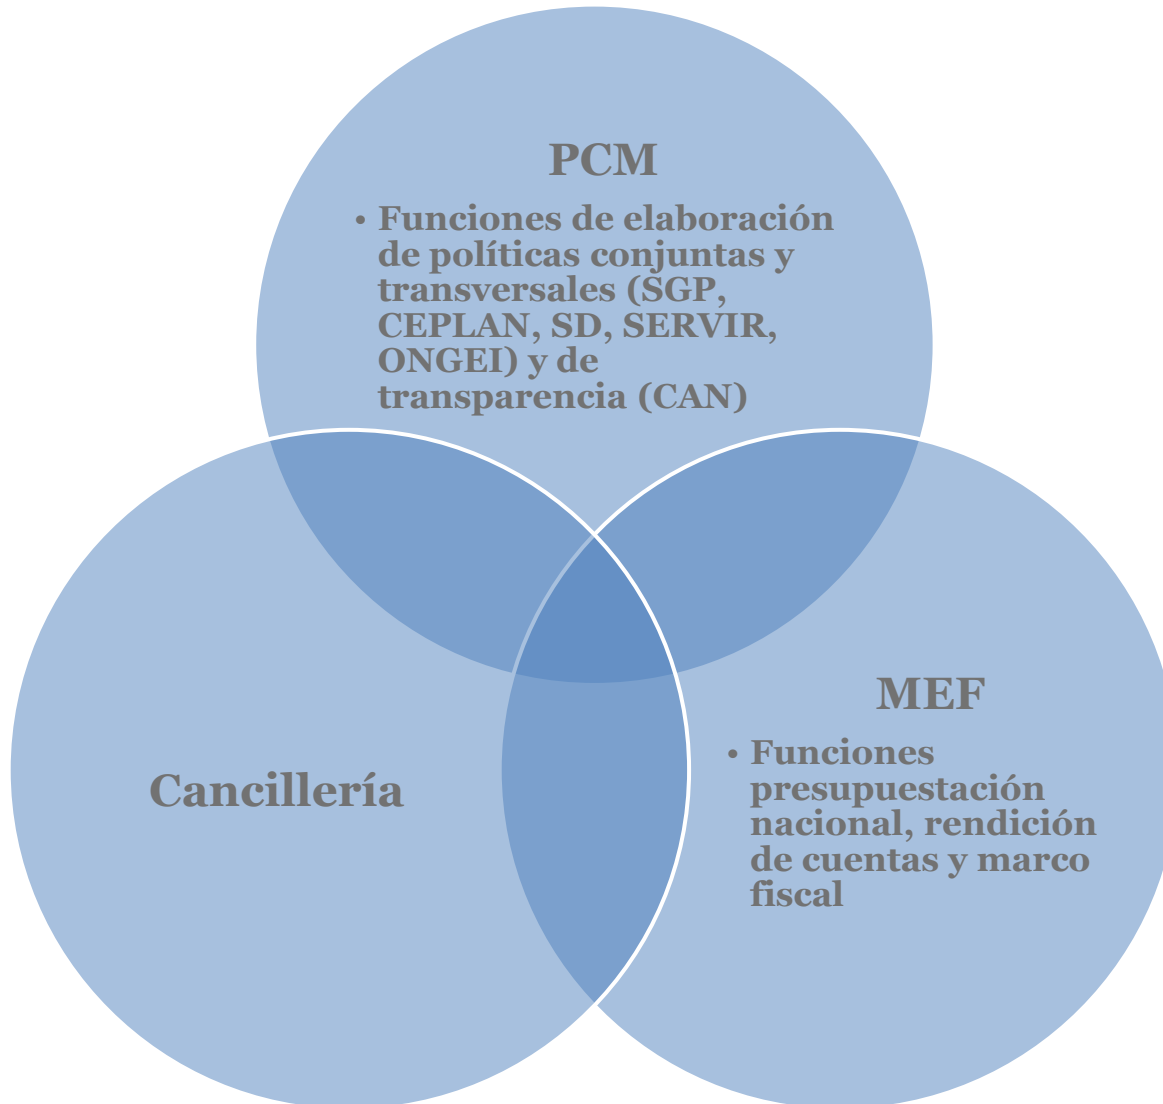 PCM
• Funciones de elaboración
de políticas conjuntas y
transversales (SGP,
CEPLAN, SD, SERVIR,
ONGEI) y de
transparencia (CAN)
Cancillería
MEF
• Funciones
presupuestación
nacional, rendición
de cuentas y marco
fiscal